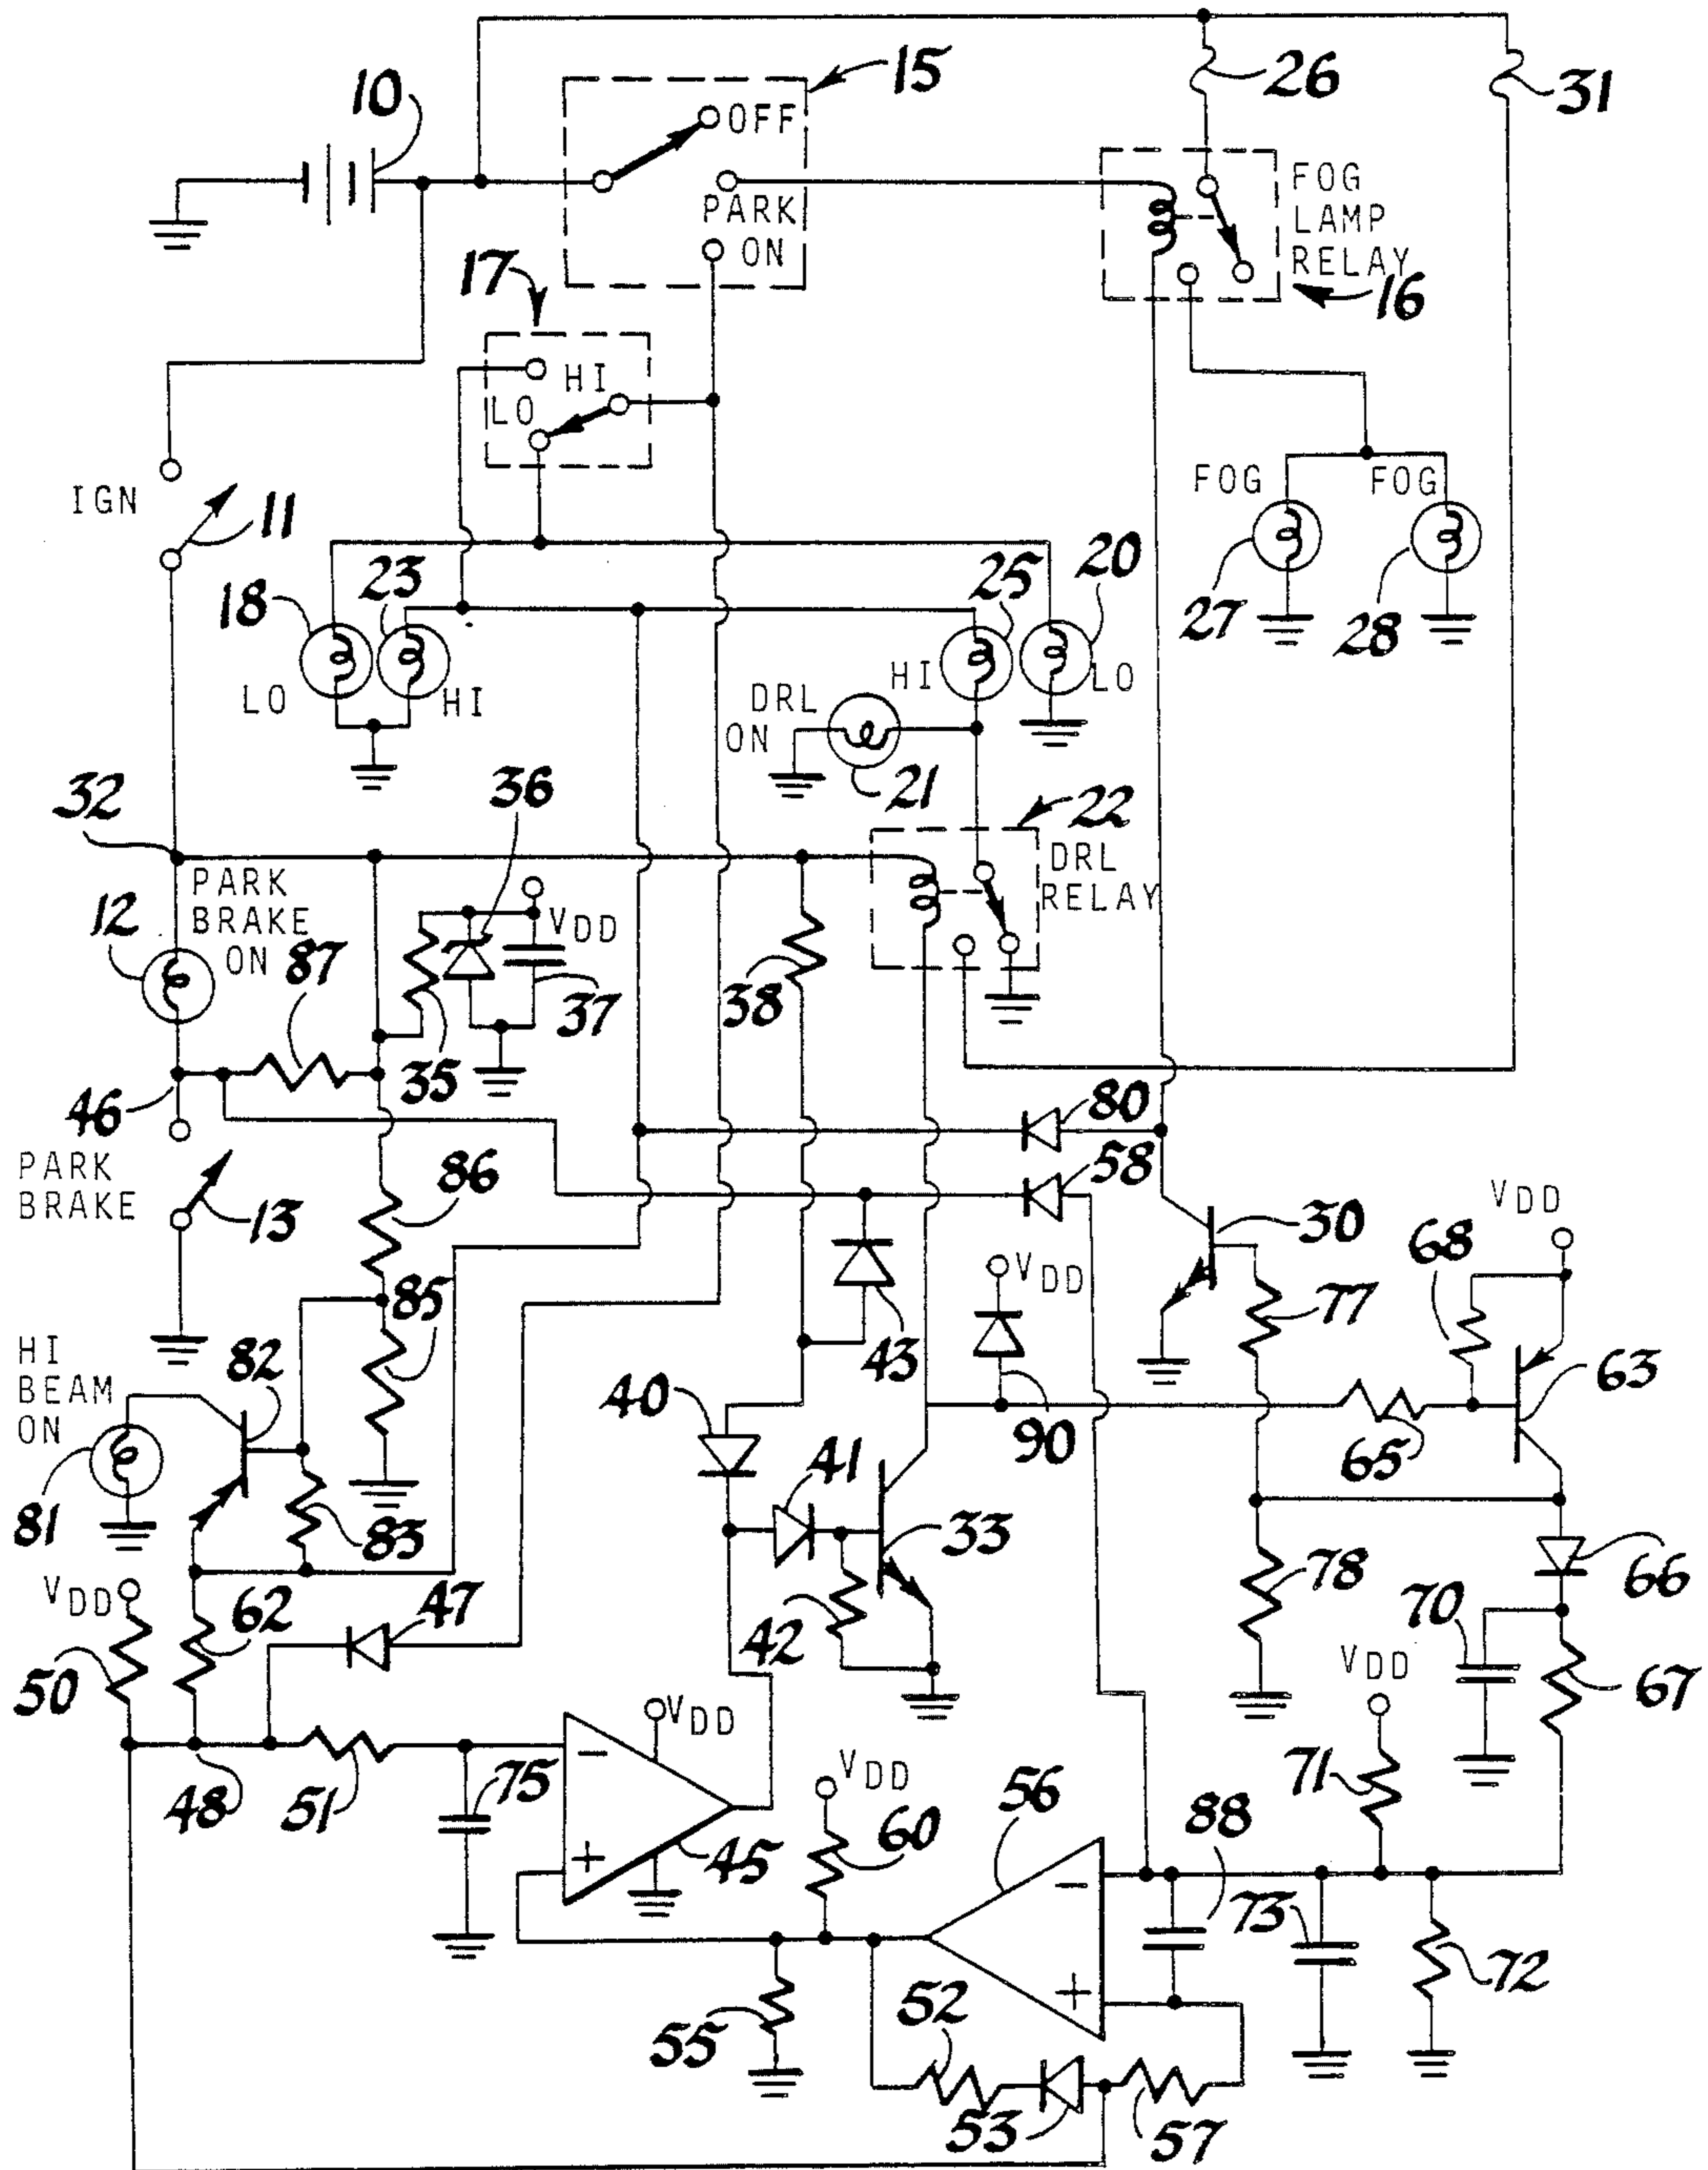 10
15
OFF
26
31
PARK
ON
FOG
LAMP
RELAY
16
17
HI
LO
IGN
11
FOG
FOG
27
28
18
23
25
20
LO
HI
HI
LO
DRL
ON
21
22
DRL
RELAY
32
36
PARK
BRAKE
ON
12
VDD
87
35
37
38
46
80
58
PARK
BRAKE
13
86
30
VDD
68
85
VDD
77
43
63
HI
BEAM
ON
82
40
90
65
81
83
41
33
78
66
VDD
62
47
42
70
50
VDD
67
VDD
48
51
75
−
+
45
VDD
60
56
88
71
73
72
−
+
55
52
53
57